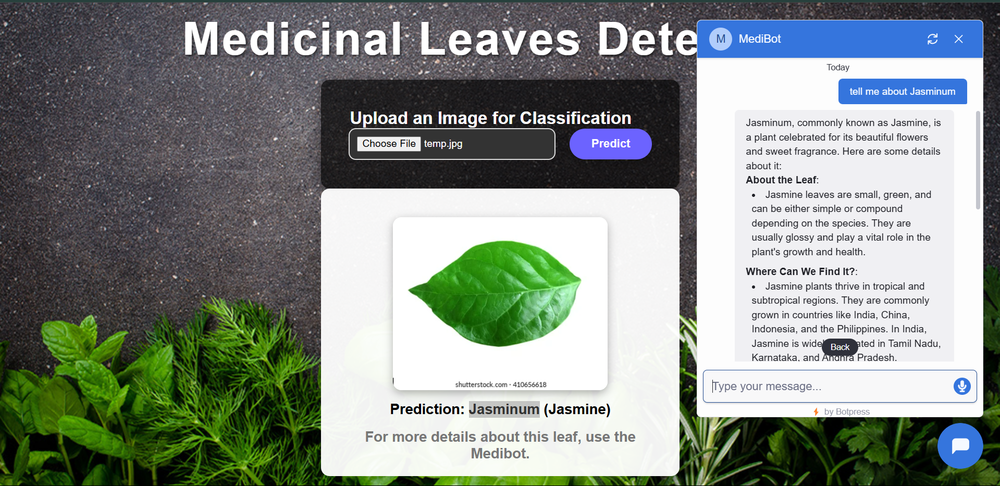 Medicinal Leaves Dete
Upload an Image for Classification
Choose File temp.jpg
Predict
shutterstock.com · 410656618
Prediction: Jasminum (Jasmine)
For more details about this leaf, use the
Medibot.
M MediBot
Today
tell me about Jasminum
Jasminum, commonly known as Jasmine, is
a plant celebrated for its beautiful flowers
and sweet fragrance. Here are some details
about it:
About the Leaf:
• Jasmine leaves are small, green, and
can be either simple or compound
depending on the species. They are
usually glossy and play a vital role in the
plant's growth and health.
Where Can We Find It?:
• Jasmine plants thrive in tropical and
subtropical regions. They are commonly
grown in countries like India, China,
Indonesia, and the Philippines. In India,
Jasmine is wide ated in Tamil Nadu,
Back
Karnataka, and Andhra Pradesh.
Type your message...
by Botpress